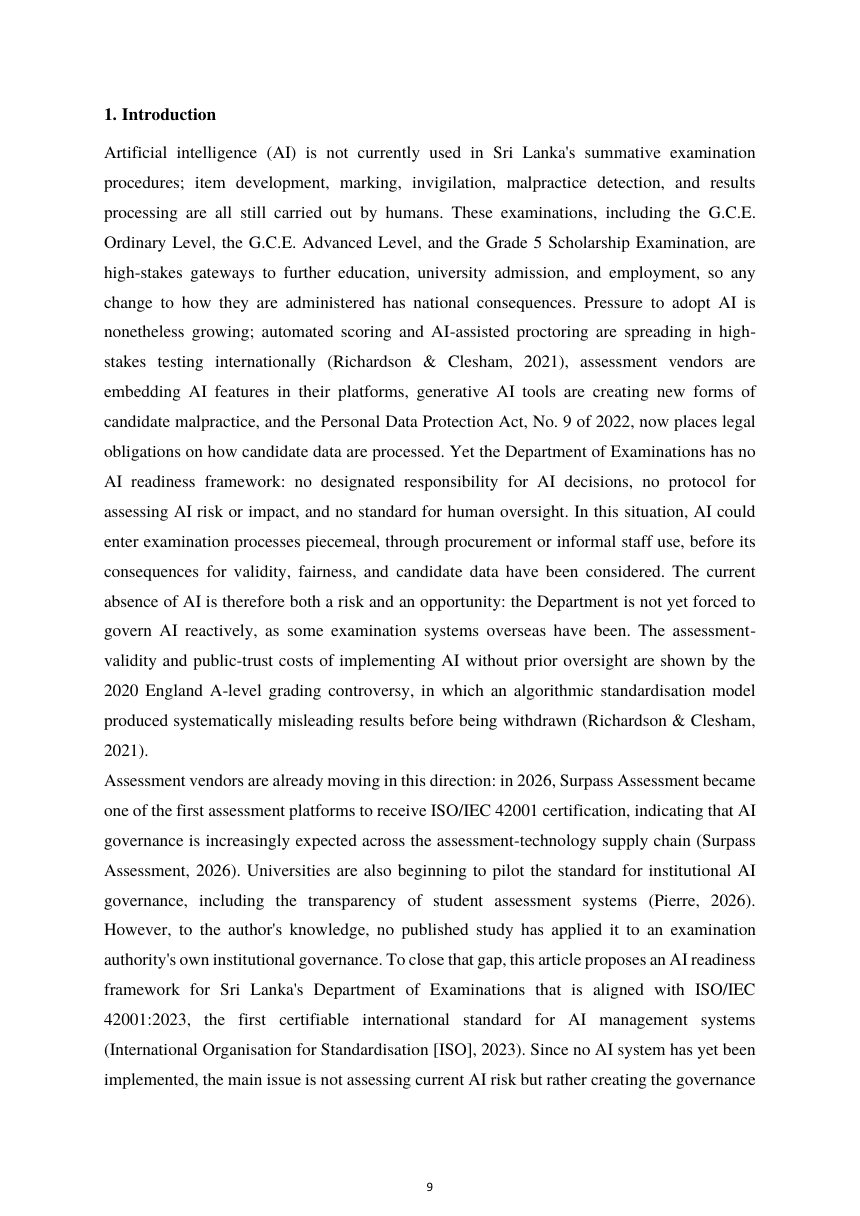 1. Introduction
Artificial intelligence (AI) is not currently used in Sri Lanka's summative examination
procedures; item development, marking, invigilation, malpractice detection, and results
processing are all still carried out by humans. These examinations, including the G.C.E.
Ordinary Level, the G.C.E. Advanced Level, and the Grade 5 Scholarship Examination, are
high-stakes gateways to further education, university admission, and employment, so any
change to how they are administered has national consequences. Pressure to adopt AI is
nonetheless growing; automated scoring and AI-assisted proctoring are spreading in high-
stakes testing internationally (Richardson & Clesham, 2021), assessment vendors are
embedding AI features in their platforms, generative AI tools are creating new forms of
candidate malpractice, and the Personal Data Protection Act, No. 9 of 2022, now places legal
obligations on how candidate data are processed. Yet the Department of Examinations has no
AI readiness framework: no designated responsibility for AI decisions, no protocol for
assessing AI risk or impact, and no standard for human oversight. In this situation, AI could
enter examination processes piecemeal, through procurement or informal staff use, before its
consequences for validity, fairness, and candidate data have been considered. The current
absence of AI is therefore both a risk and an opportunity: the Department is not yet forced to
govern AI reactively, as some examination systems overseas have been. The assessment-
validity and public-trust costs of implementing AI without prior oversight are shown by the
2020 England A-level grading controversy, in which an algorithmic standardisation model
produced systematically misleading results before being withdrawn (Richardson & Clesham,
2021).
Assessment vendors are already moving in this direction: in 2026, Surpass Assessment became
one of the first assessment platforms to receive ISO/IEC 42001 certification, indicating that AI
governance is increasingly expected across the assessment-technology supply chain (Surpass
Assessment, 2026). Universities are also beginning to pilot the standard for institutional AI
governance, including the transparency of student assessment systems (Pierre, 2026).
However, to the author's knowledge, no published study has applied it to an examination
authority's own institutional governance. To close that gap, this article proposes an AI readiness
framework for Sri Lanka's Department of Examinations that is aligned with ISO/IEC
42001:2023, the first certifiable international standard for AI management systems
(International Organisation for Standardisation [ISO], 2023). Since no AI system has yet been
implemented, the main issue is not assessing current AI risk but rather creating the governance
9